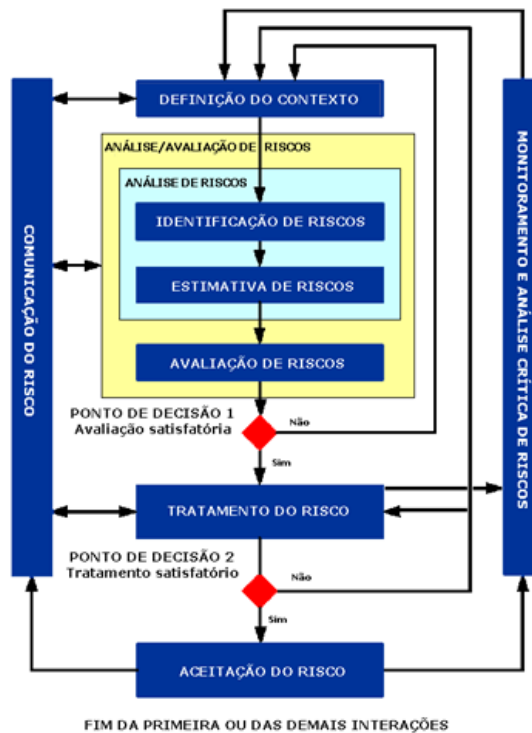 DEFINIÇÃO DO CONTEXTO
ANÁLISE/AVALIAÇÃO DE RISCOS
ANÁLISE DE RISCOS
IDENTIFICAÇÃO DE RISCOS
ESTIMATIVA DE RISCOS
AVALIAÇÃO DE RISCOS
COMUNICAÇÃO DO RISCO
MONITORAMENTO E ANÁLISE CRÍTICA DE RISCOS
PONTO DE DECISÃO 1
Avaliação satisfatória
Não
Sim
TRATAMENTO DO RISCO
PONTO DE DECISÃO 2
Tratamento satisfatório
Não
Sim
ACEITAÇÃO DO RISCO
FIM DA PRIMEIRA OU DAS DEMAIS INTERAÇÕES